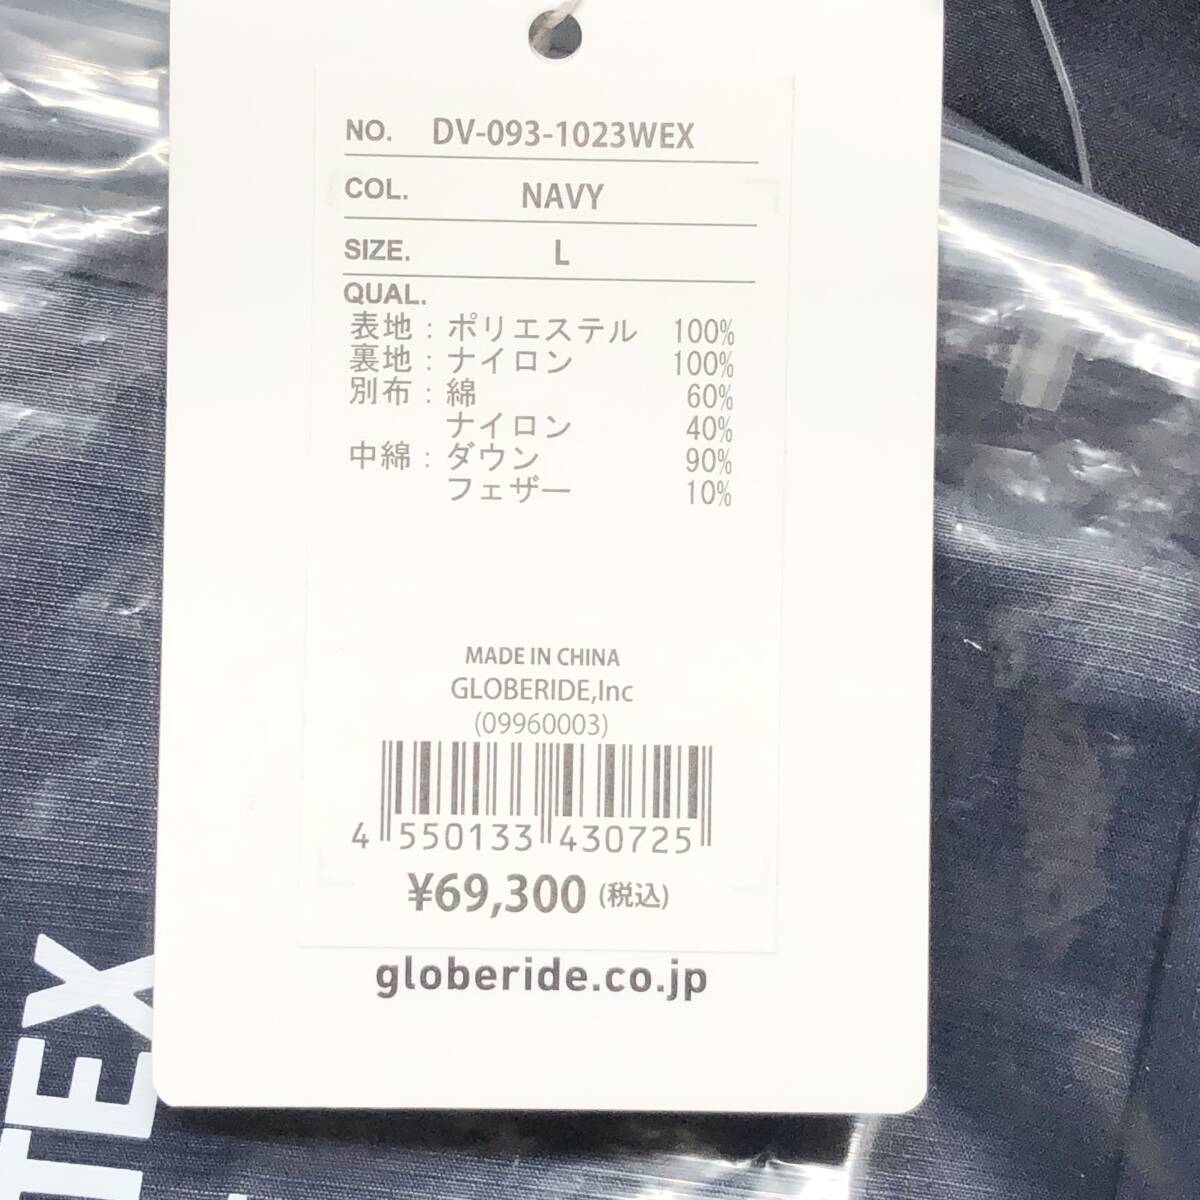 NO. DV-093-1023WEX
COL. NAVY
SIZE. L
QUAL.
表地：ポリエステル 100%
裏地：ナイロン 100%
別布：綿 60%
ナイロン 40%
中綿：ダウン 90%
フェザー 10%
MADE IN CHINA
GLOBERIDE,Inc
(09960003)
4 550133 430725
¥69,300 (税込)
globeride.co.jp
TEX